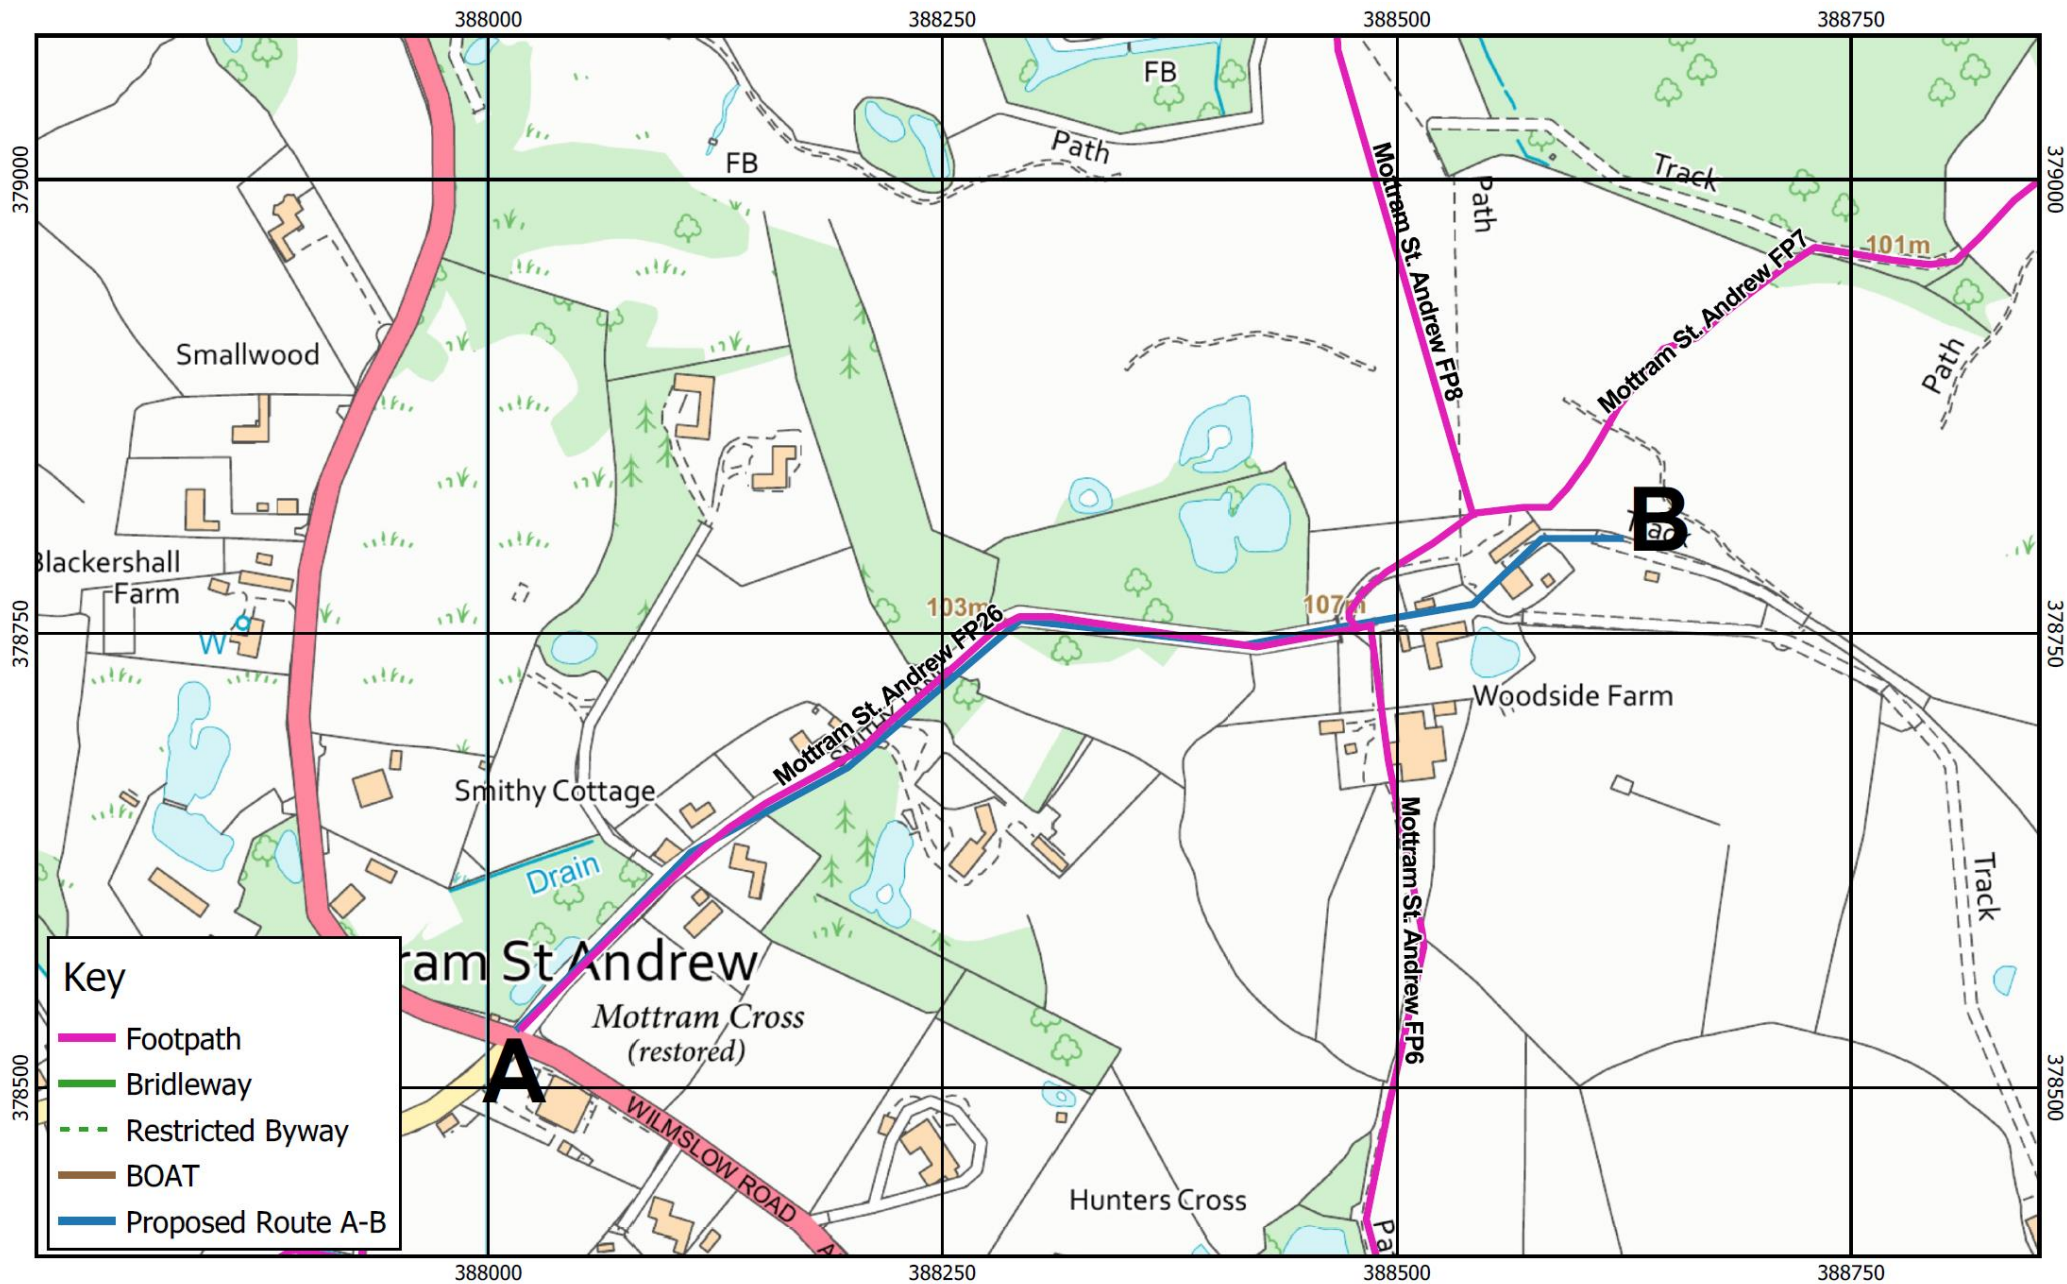 388000
388250
388500
388750
FB
Path
FB
379000
Track
Path
379000
101m
Mottram St. Andrew FP8
Mottram St. Andrew FP7
Smallwood
Path
B
Blackershall
Farm
W
103m
107m
378750
378750
Mottram St. Andrew FP26
Woodside Farm
Smithy Cottage
Drain
Mottram St. Andrew FP6
Track
ram St Andrew
Mottram Cross
(restored)
A
378500
378500
WILMSLOW ROAD
A
Hunters Cross
Pa
Key
Footpath
Bridleway
Restricted Byway
BOAT
Proposed Route A-B
388000
388250
388500
388750